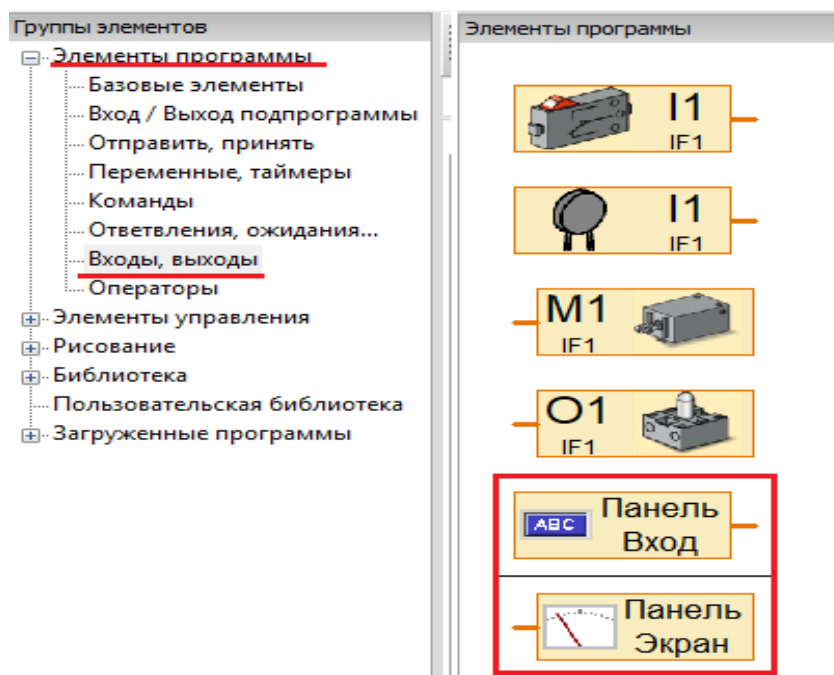 Группы элементов
Элементы программы
Базовые элементы
Вход / Выход подпрограммы
Отправить, принять
Переменные, таймеры
Команды
Ответвления, ожидания...
Входы, выходы
Операторы
Элементы управления
Рисование
Библиотека
Пользовательская библиотека
Загруженные программы
Элементы программы
I1
IF1
I1
IF1
M1
IF1
O1
IF1
ABC
Панель
Вход
Панель
Экран